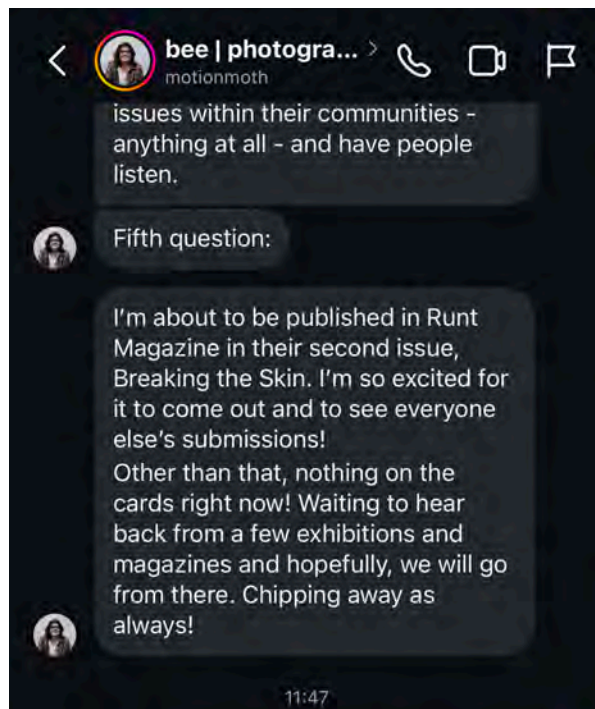 bee | photogra... >
motionmoth
issues within their communities -
anything at all - and have people
listen.
Fifth question:
I'm about to be published in Runt
Magazine in their second issue,
Breaking the Skin. I'm so excited for
it to come out and to see everyone
else's submissions!
Other than that, nothing on the
cards right now! Waiting to hear
back from a few exhibitions and
magazines and hopefully, we will go
from there. Chipping away as
always!
11:47